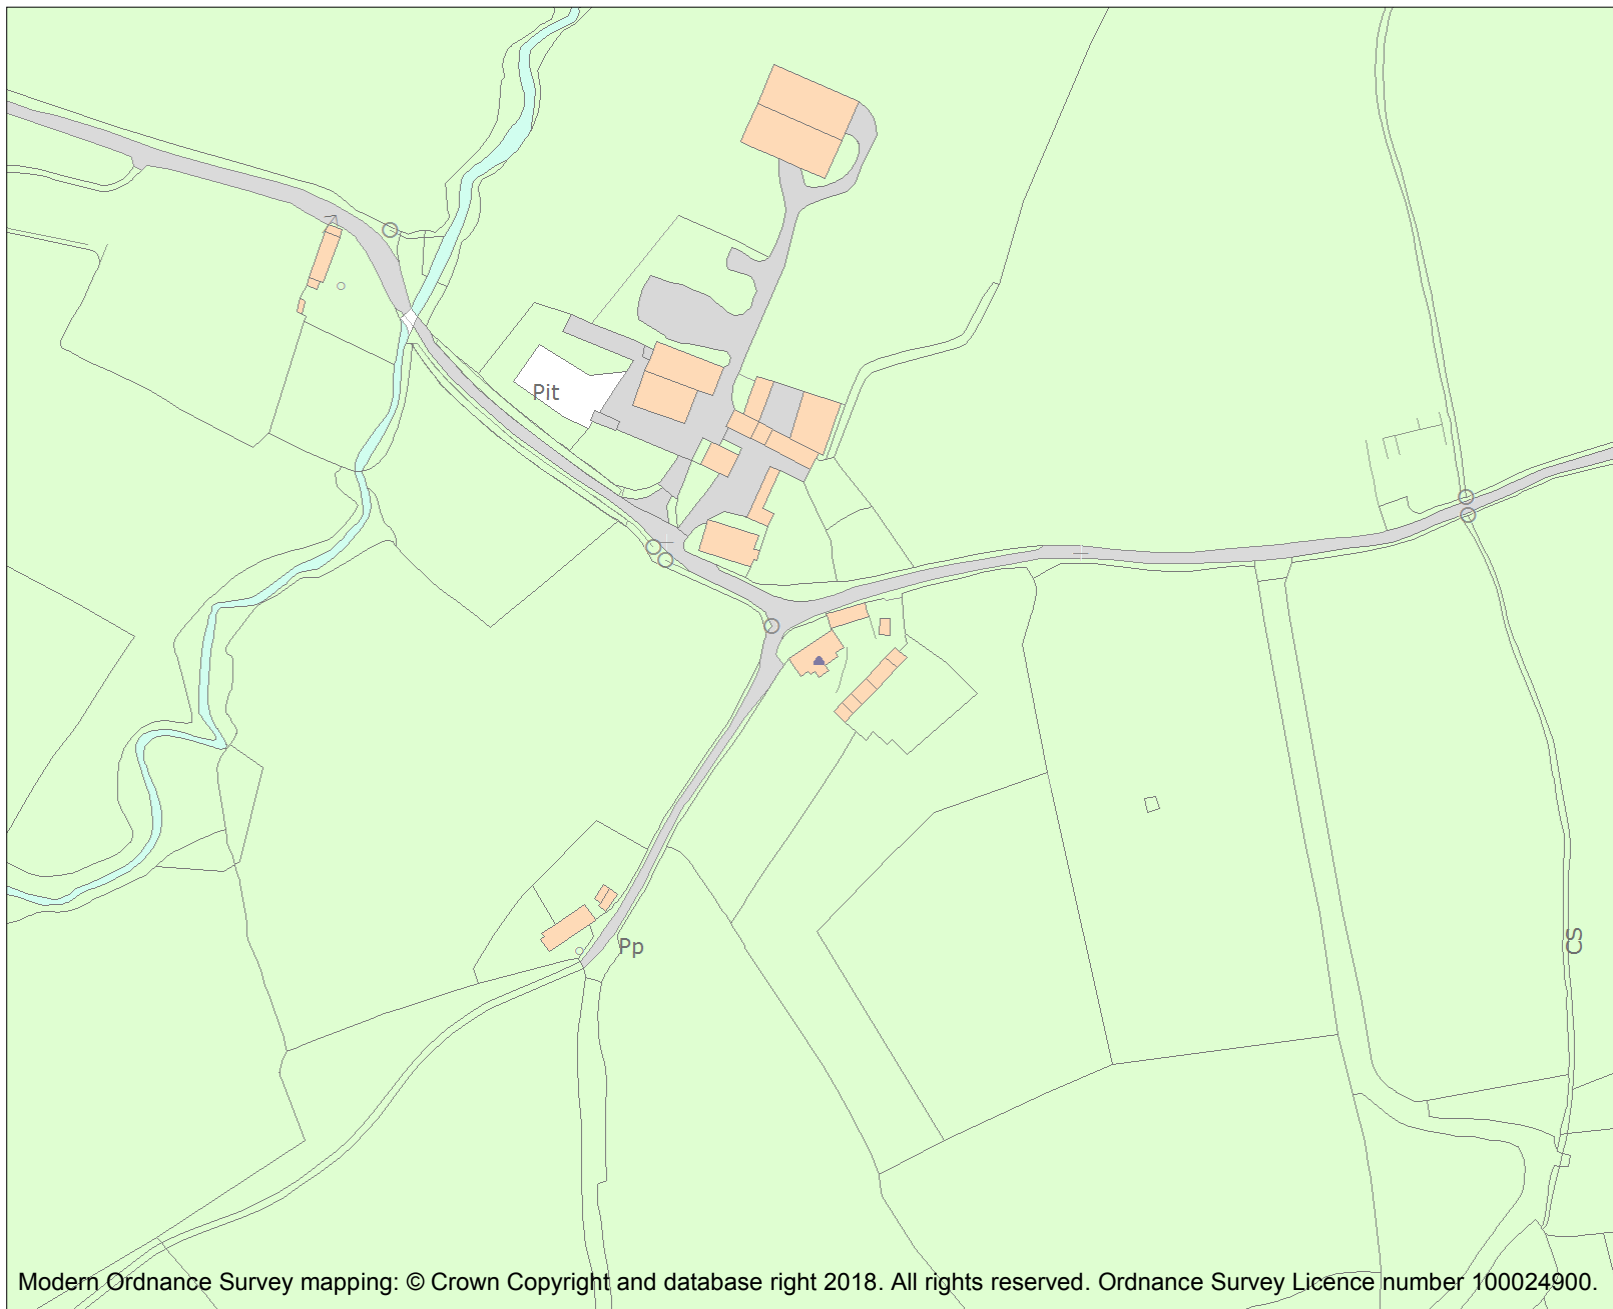 Pit
Pp
CS
Modern Ordnance Survey mapping: © Crown Copyright and database right 2018. All rights reserved. Ordnance Survey Licence number 100024900.